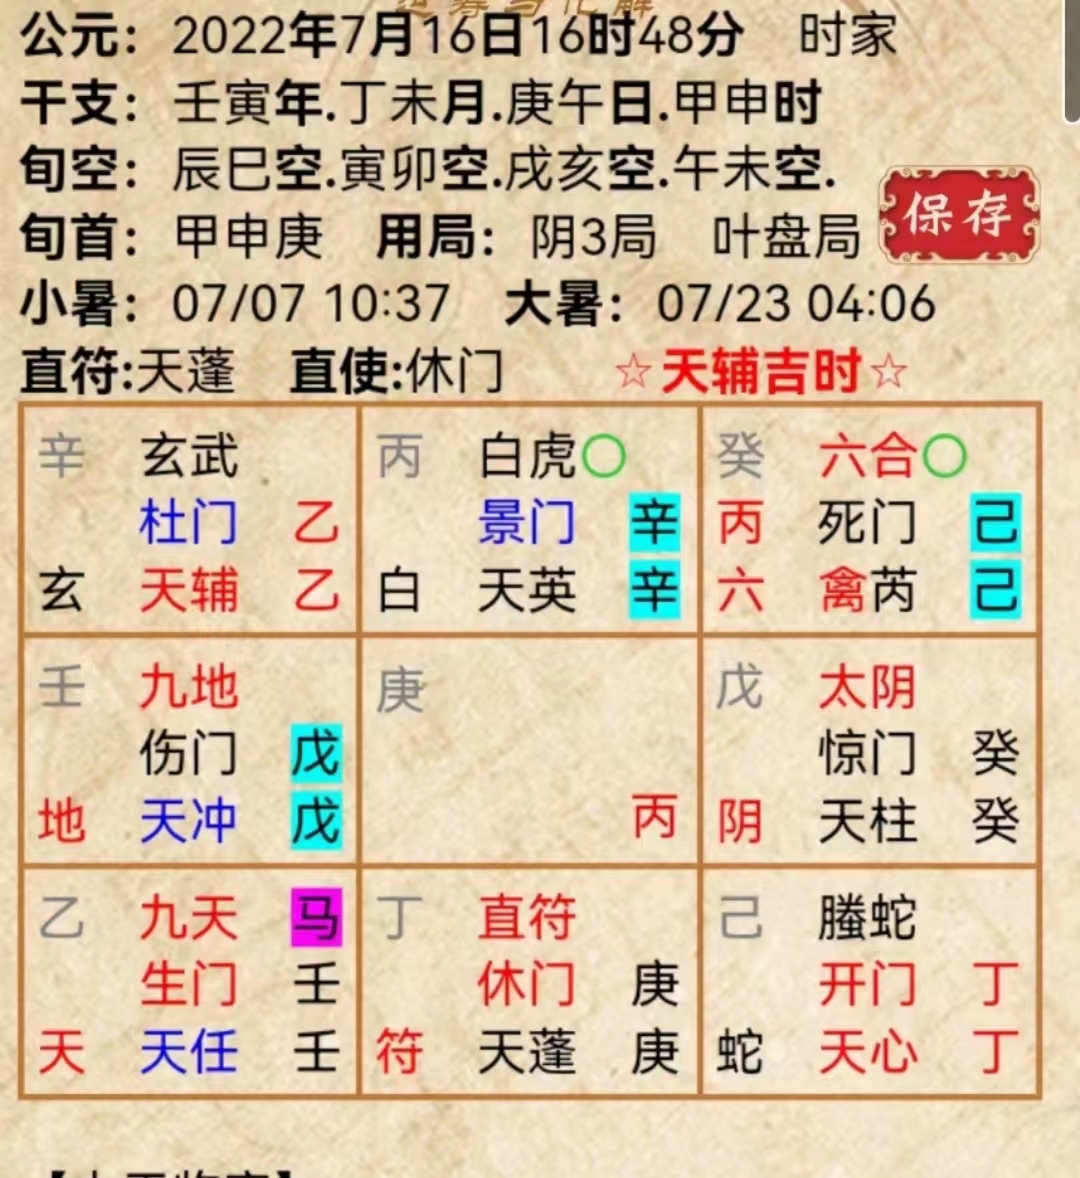 公元：2022年7月16日16时48分 时家
干支：壬寅年.丁未月.庚午日.甲申时
旬空：辰巳空.寅卯空.戌亥空.午未空.
保存
旬首：甲申庚 用局：阴3局 叶盘局
小暑：07/07 10:37 大暑：07/23 04:06
直符:天蓬 直使:休门 ☆天辅吉时☆
辛 玄武
杜门 乙
玄 天辅 乙
丙 白虎○
景门 辛
白 天英 辛
癸 六合○
丙 死门 己
六 禽芮 己
壬 九地
伤门 戊
地 天冲 戊
庚
丙
戊 太阴
惊门 癸
阴 天柱 癸
乙 九天 马
生门 壬
天 天任 壬
丁 直符
休门 庚
符 天蓬 庚
己 螣蛇
开门 丁
蛇 天心 丁